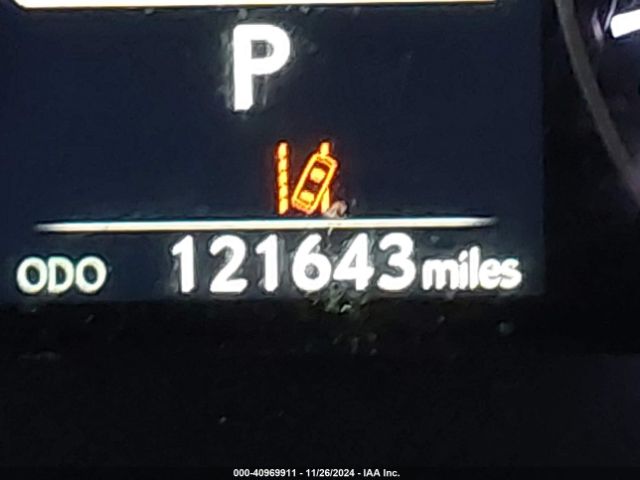 P
ODO 121643 miles
000-40969911 - 11/26/2024 - IAA Inc.